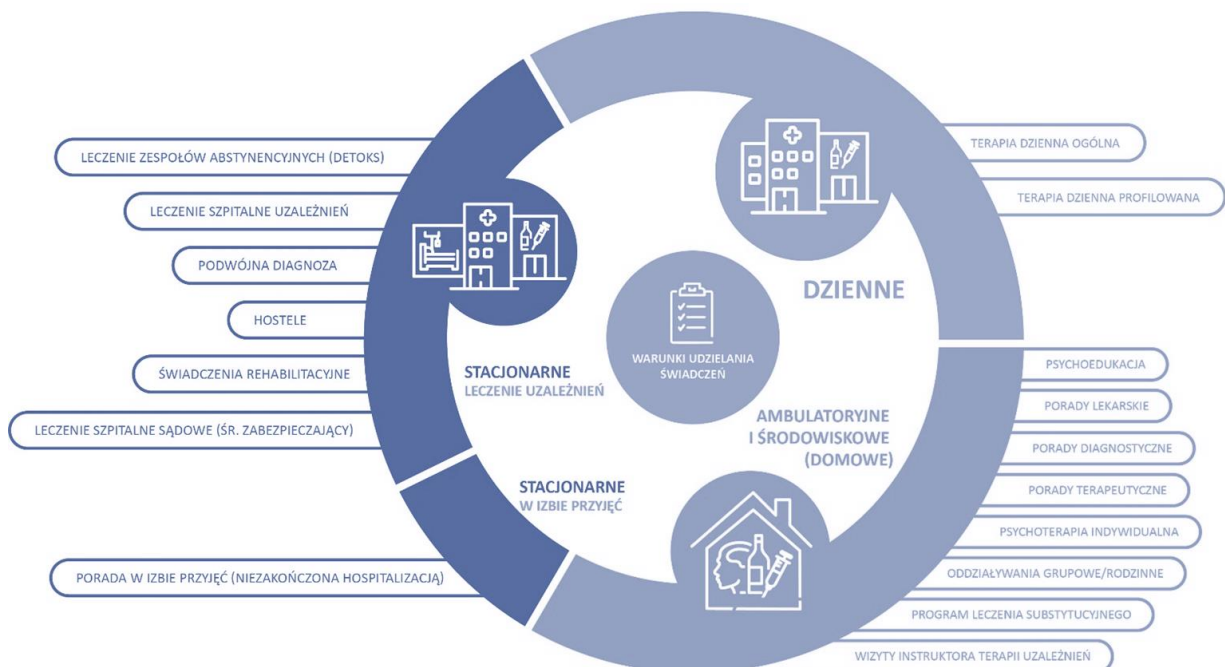 LECZENIE ZESPOŁÓW ABSTYNENCYJNYCH (DETOKS)
LECZENIE SZPITALNE UZALEŻNIEŃ
PODWÓJNA DIAGNOZA
HOSTELE
ŚWIADCZENIA REHABILITACYJNE
LECZENIE SZPITALNE SĄDOWE (ŚR. ZABEZPIECZAJĄCY)
PORADA W IZBIE PRZYJĘĆ (NIEZAKOŃCZONA HOSPITALIZACJĄ)
STACJONARNE
LECZENIE UZALEŻNIEŃ
STACJONARNE
W IZBIE PRZYJĘĆ
WARUNKI UDZIELANIA
ŚWIADCZEŃ
DZIENNE
AMBULATORYJNE
I ŚRODOWISKOWE
(DOMOWE)
TERAPIA DZIENNA OGÓLNA
TERAPIA DZIENNA PROFILOWANA
PSYCHOEDUKACJA
PORADY LEKARSKIE
PORADY DIAGNOSTYCZNE
PORADY TERAPEUTYCZNE
PSYCHOTERAPIA INDYWIDUALNA
ODDZIAŁYWANIA GRUPOWE/RODZINNE
PROGRAM LECZENIA SUBSTYTUCYJNEGO
WIZYTY INSTRUKTORA TERAPII UZALEŻNIEŃ